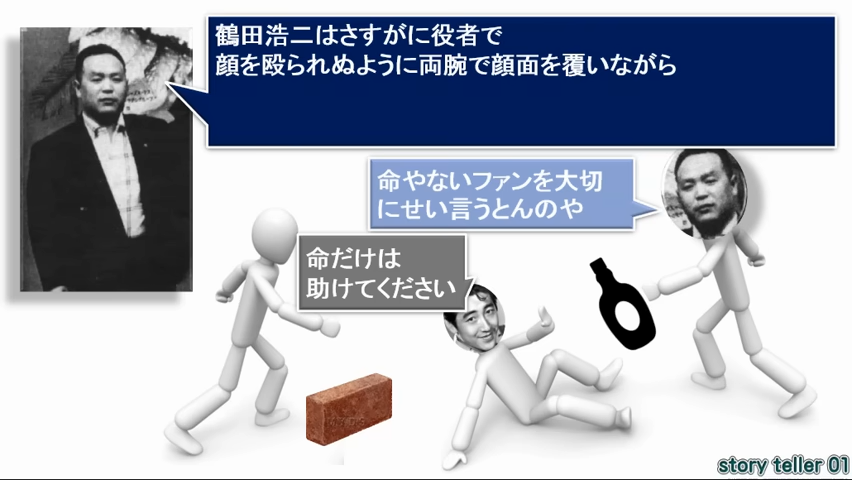 鶴田浩二はさすがに役者で
顔を殴られぬように両腕で顔面を覆いながら
命やないファンを大切
にせい言うとんのや
命だけは
助けてください
story teller 01